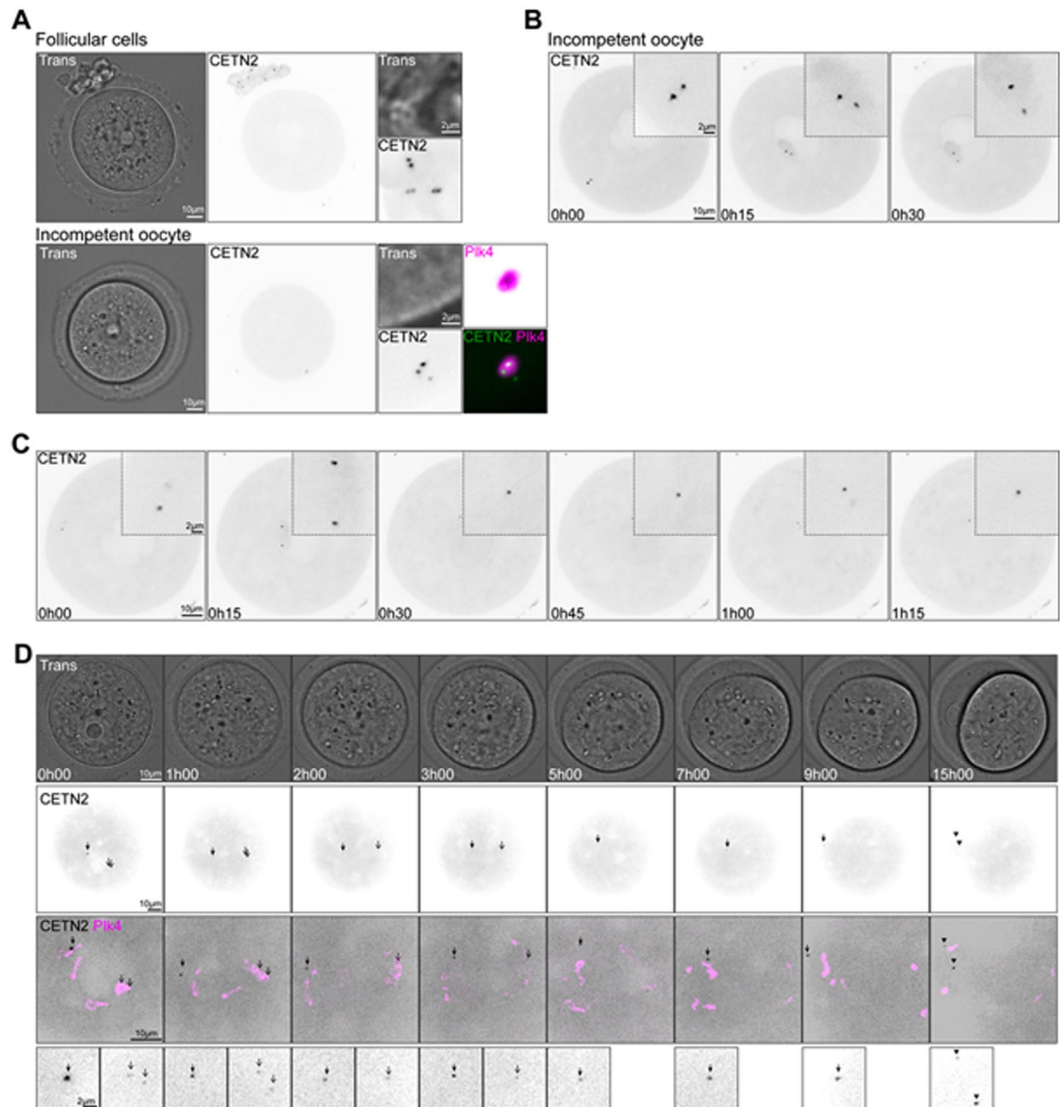 A
Follicular cells
Trans
10μm
CETN2
Trans
2μm
CETN2
Incompetent oocyte
Trans
10μm
CETN2
Trans
2μm
Plk4
CETN2
CETN2 Plk4
B
Incompetent oocyte
CETN2
2μm
0h00
10μm
0h15
0h30
C
CETN2
2μm
0h00
10μm
0h15
0h30
0h45
1h00
1h15
D
Trans
0h00
10μm
1h00
2h00
3h00
5h00
7h00
9h00
15h00
CETN2
10μm
CETN2 Plk4
10μm
2μm